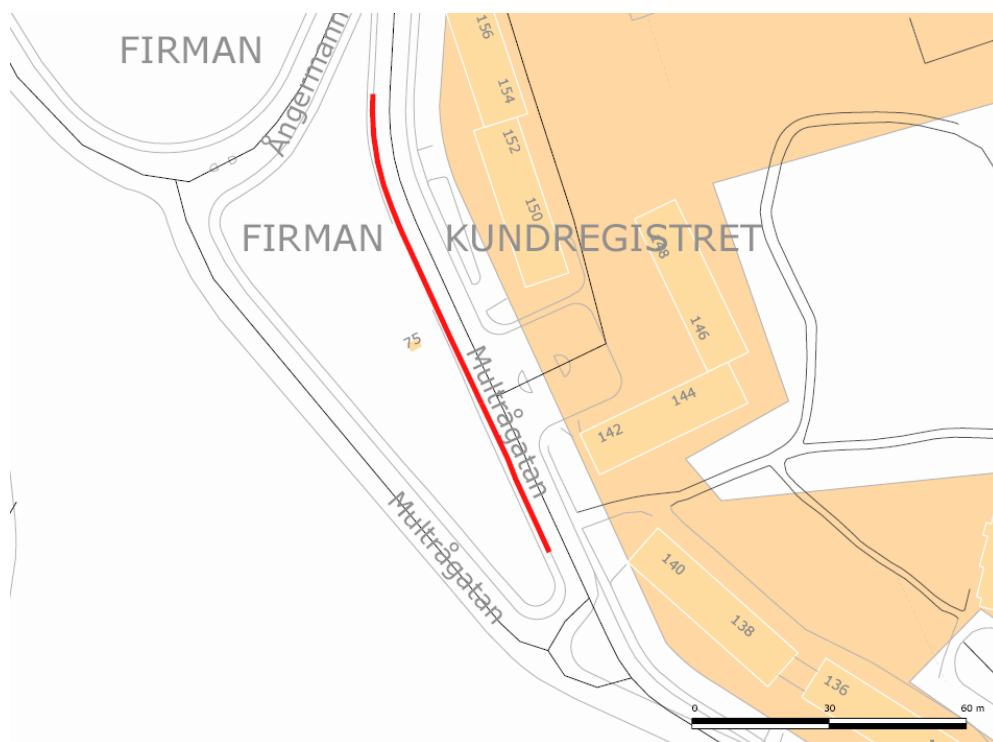 156
FIRMAN
Ångermann
154
152
150
FIRMAN
KUNDREGISTRET
148
146
75
Multrågatan
144
142
Multrågatan
140
138
136
0 30 60 m